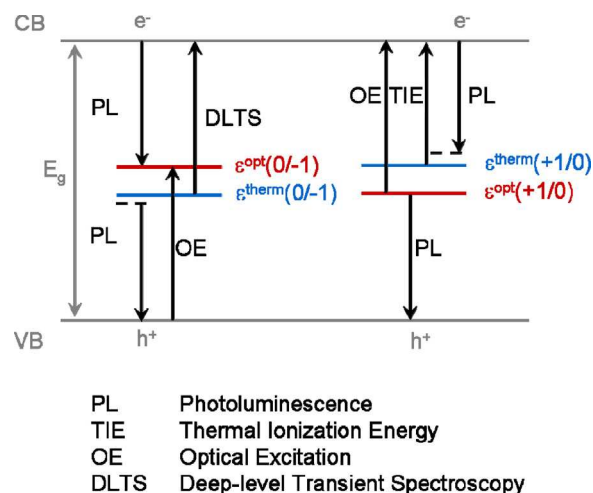 CB e⁻ e⁻
PL DLTS OE TIE PL
E_g
ε^opt(0/-1) ε^therm(+1/0)
ε^therm(0/-1) ε^opt(+1/0)
PL OE PL
VB h⁺ h⁺
PL Photoluminescence
TIE Thermal Ionization Energy
OE Optical Excitation
DLTS Deep-level Transient Spectroscopy